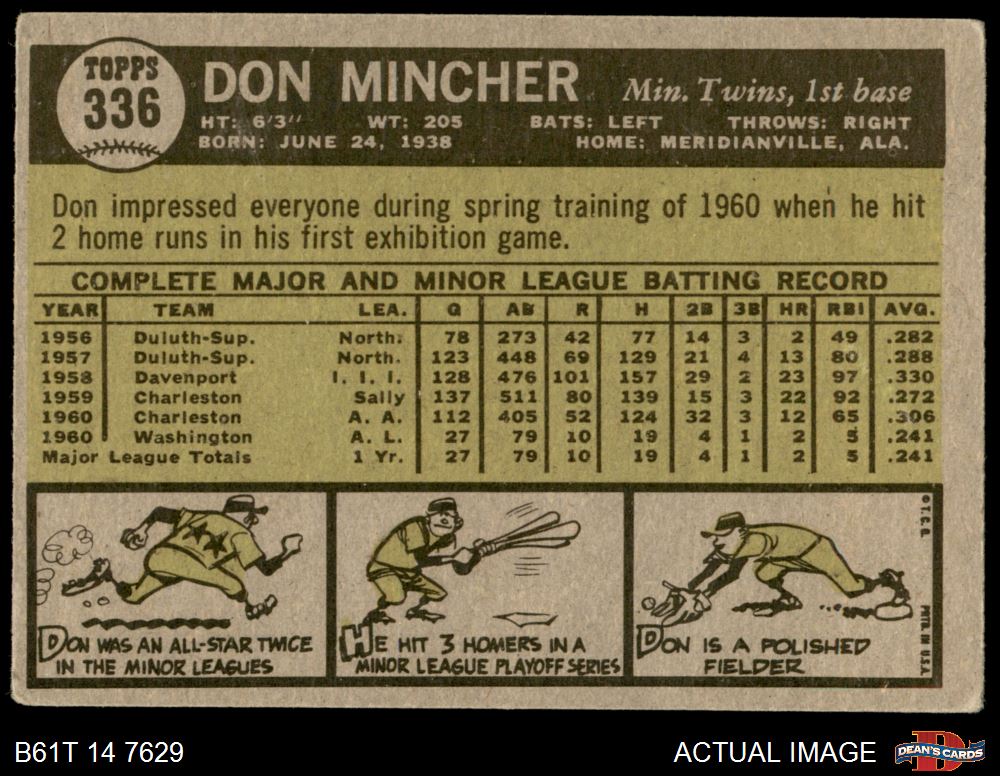 TOPPS
336
DON MINCHER Min. Twins, 1st base
HT: 6'3" WT: 205 BATS: LEFT THROWS: RIGHT
BORN: JUNE 24, 1938 HOME: MERIDIANVILLE, ALA.
Don impressed everyone during spring training of 1960 when he hit
2 home runs in his first exhibition game.
COMPLETE MAJOR AND MINOR LEAGUE BATTING RECORD
YEAR TEAM LEA. G AB R H 2B 3B HR RBI AVG.
1956 Duluth-Sup. North. 78 273 42 77 14 3 2 49 .282
1957 Duluth-Sup. North. 123 448 69 129 21 4 13 80 .288
1958 Davenport I. I. I. 128 476 101 157 29 2 23 97 .330
1959 Charleston Sally 137 511 80 139 15 3 22 92 .272
1960 Charleston A. A. 112 405 52 124 32 3 12 65 .306
1960 Washington A. L. 27 79 10 19 4 1 2 5 .241
Major League Totals 1 Yr. 27 79 10 19 4 1 2 5 .241
DON WAS AN ALL-STAR TWICE
IN THE MINOR LEAGUES
HE HIT 3 HOMERS IN A
MINOR LEAGUE PLAYOFF SERIES
DON IS A POLISHED
FIELDER
© T.C.G. PRTD. IN U.S.A.
B61T 14 7629
ACTUAL IMAGE
D
DEAN'S CARDS